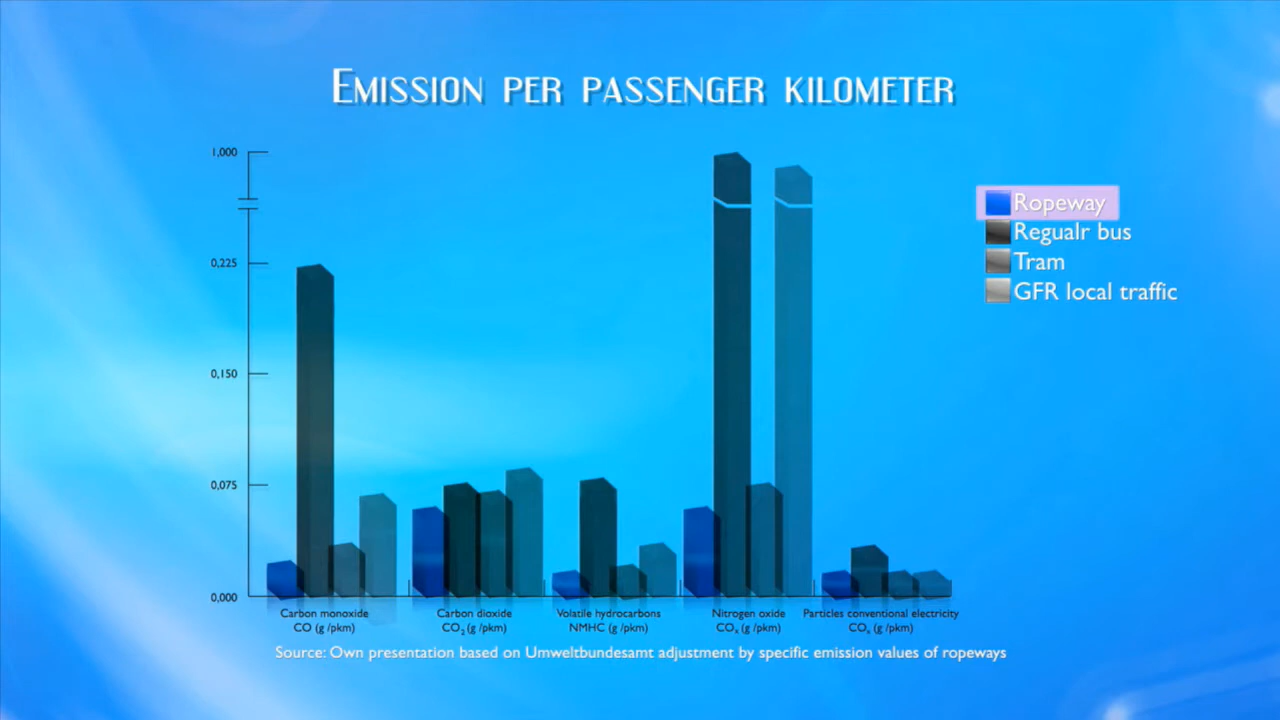 Emission per passenger kilometer
1,000
0,225
0,150
0,075
0,000
Ropeway
Regualr bus
Tram
GFR local traffic
Carbon monoxide
CO (g /pkm)
Carbon dioxide
CO₂ (g /pkm)
Volatile hydrocarbons
NMHC (g /pkm)
Nitrogen oxide
COₓ (g /pkm)
Particles conventional electricity
COₓ (g /pkm)
Source: Own presentation based on Umweltbundesamt adjustment by specific emission values of ropeways